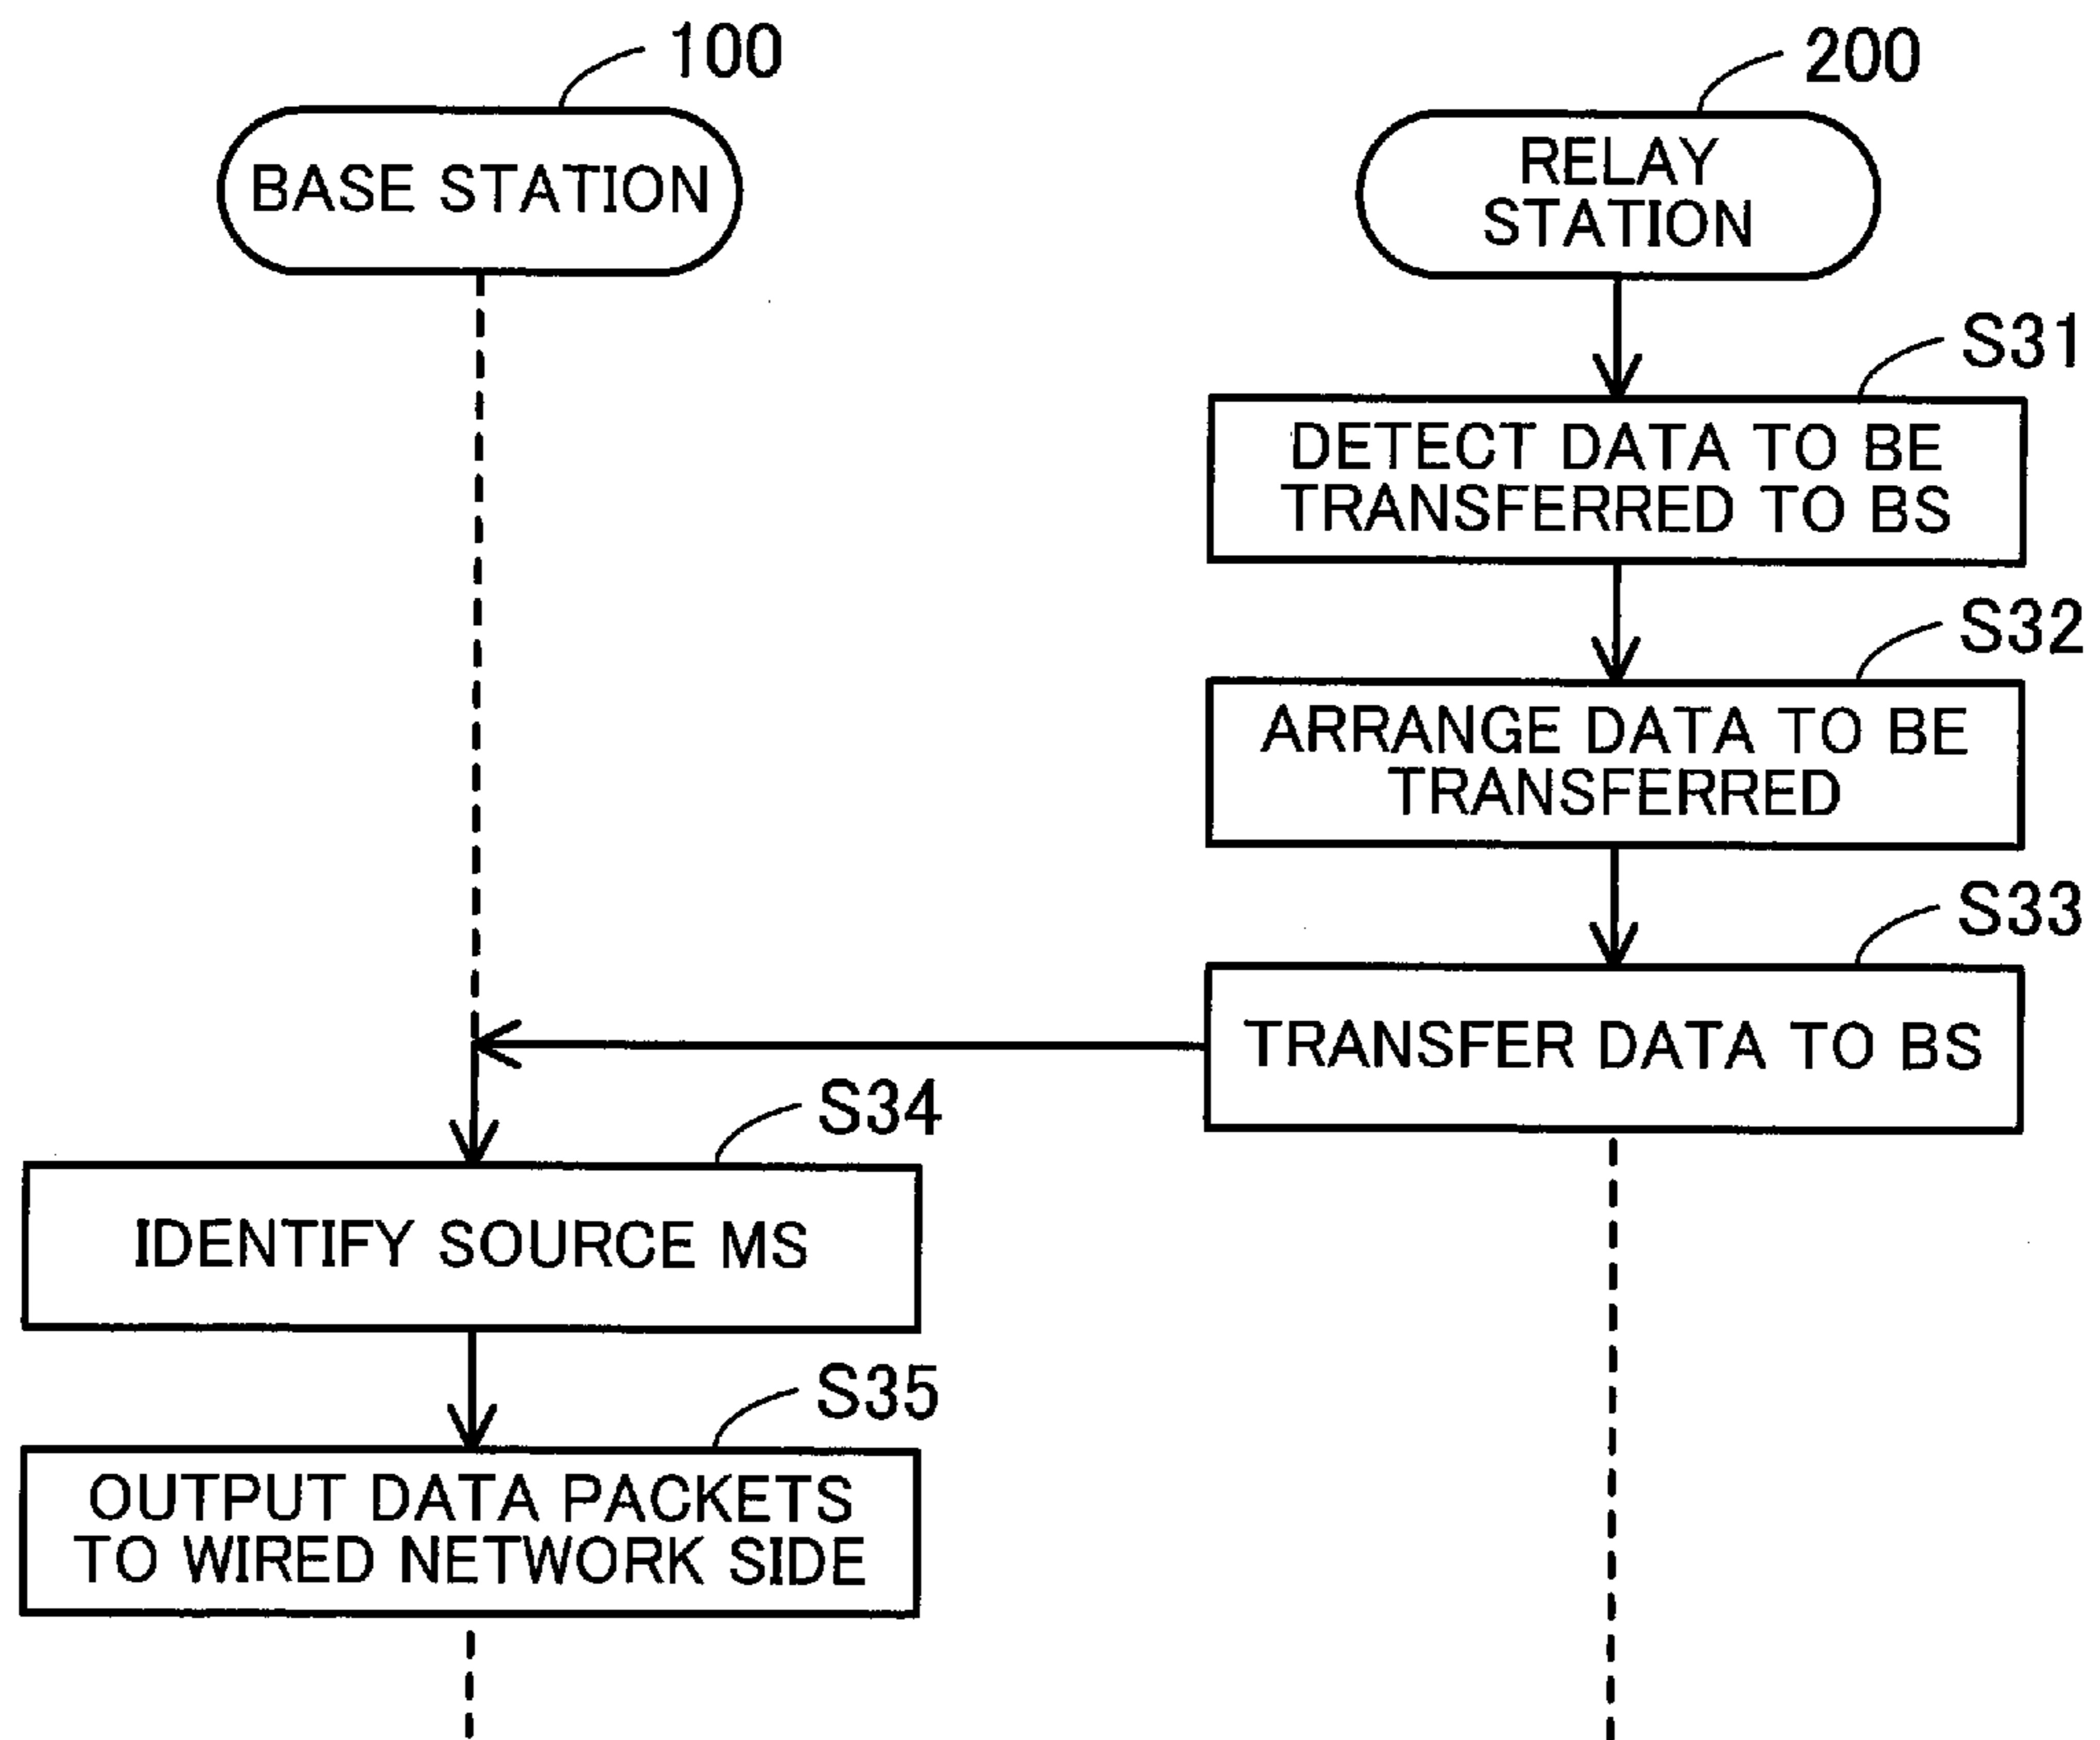 100
BASE STATION
200
RELAY
STATION
S31
DETECT DATA TO BE
TRANSFERRED TO BS
S32
ARRANGE DATA TO BE
TRANSFERRED
S33
TRANSFER DATA TO BS
S34
IDENTIFY SOURCE MS
S35
OUTPUT DATA PACKETS
TO WIRED NETWORK SIDE